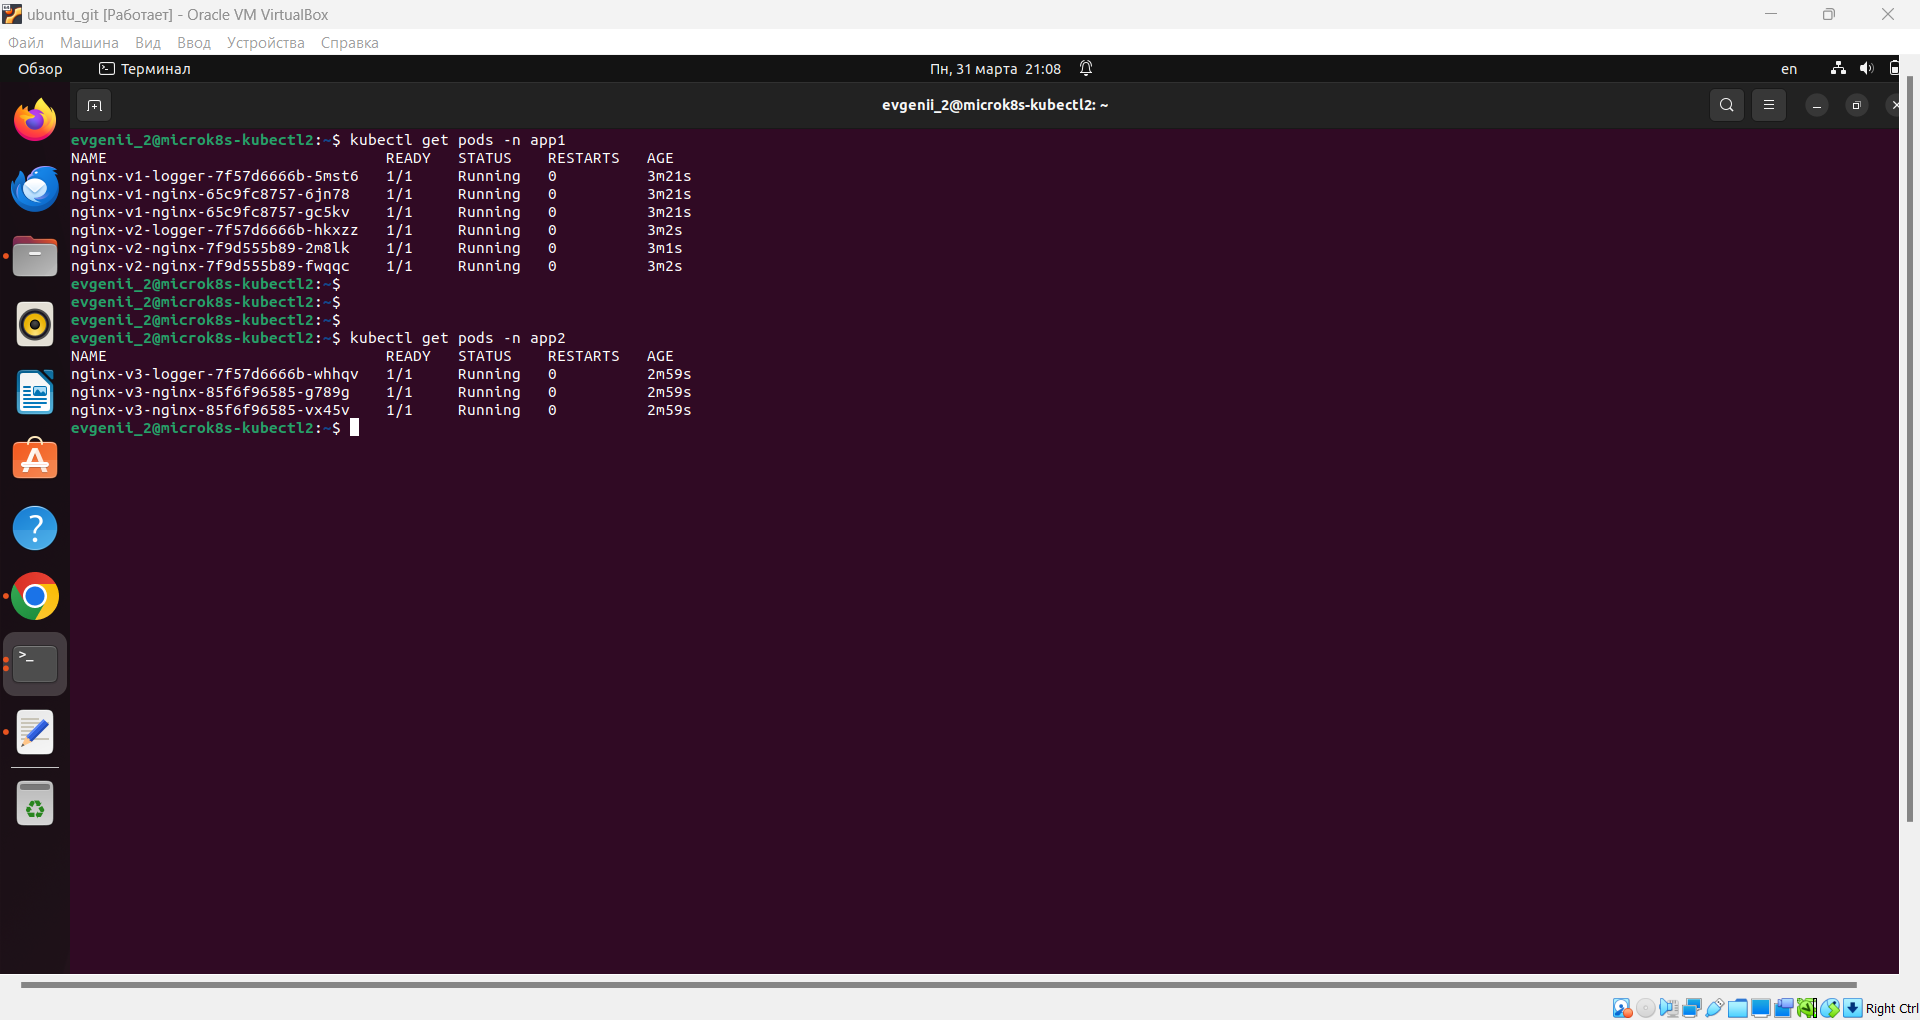 ubuntu_git [Работает] - Oracle VM VirtualBox
Файл Машина Вид Ввод Устройства Справка
Обзор Терминал Пн, 31 марта 21:08 en
evgenii_2@microk8s-kubectl2: ~
evgenii_2@microk8s-kubectl2:~$ kubectl get pods -n app1
NAME READY STATUS RESTARTS AGE
nginx-v1-logger-7f57d6666b-5mst6 1/1 Running 0 3m21s
nginx-v1-nginx-65c9fc8757-6jn78 1/1 Running 0 3m21s
nginx-v1-nginx-65c9fc8757-gc5kv 1/1 Running 0 3m21s
nginx-v2-logger-7f57d6666b-hkxzz 1/1 Running 0 3m2s
nginx-v2-nginx-7f9d555b89-2m8lk 1/1 Running 0 3m1s
nginx-v2-nginx-7f9d555b89-fwqqc 1/1 Running 0 3m2s
evgenii_2@microk8s-kubectl2:~$
evgenii_2@microk8s-kubectl2:~$
evgenii_2@microk8s-kubectl2:~$
evgenii_2@microk8s-kubectl2:~$ kubectl get pods -n app2
NAME READY STATUS RESTARTS AGE
nginx-v3-logger-7f57d6666b-whhqv 1/1 Running 0 2m59s
nginx-v3-nginx-85f6f96585-g789g 1/1 Running 0 2m59s
nginx-v3-nginx-85f6f96585-vx45v 1/1 Running 0 2m59s
evgenii_2@microk8s-kubectl2:~$
Right Ctrl